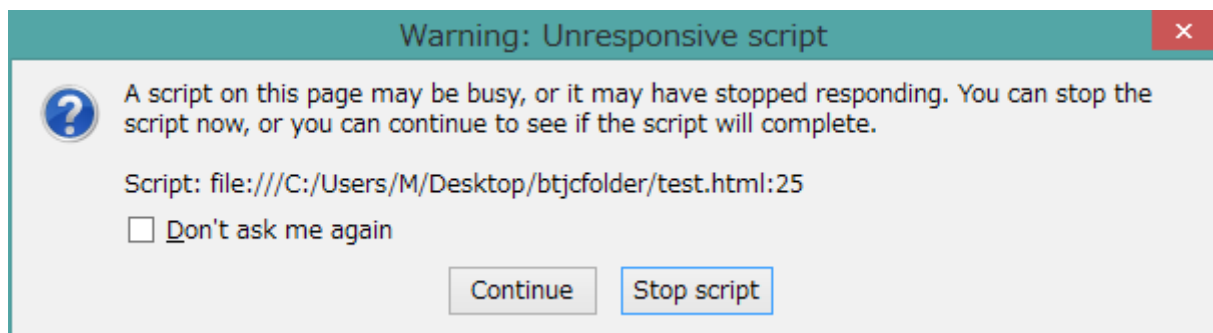 Warning: Unresponsive script
A script on this page may be busy, or it may have stopped responding. You can stop the
script now, or you can continue to see if the script will complete.
Script: file:///C:/Users/M/Desktop/btjcfolder/test.html:25
Don't ask me again
Continue
Stop script